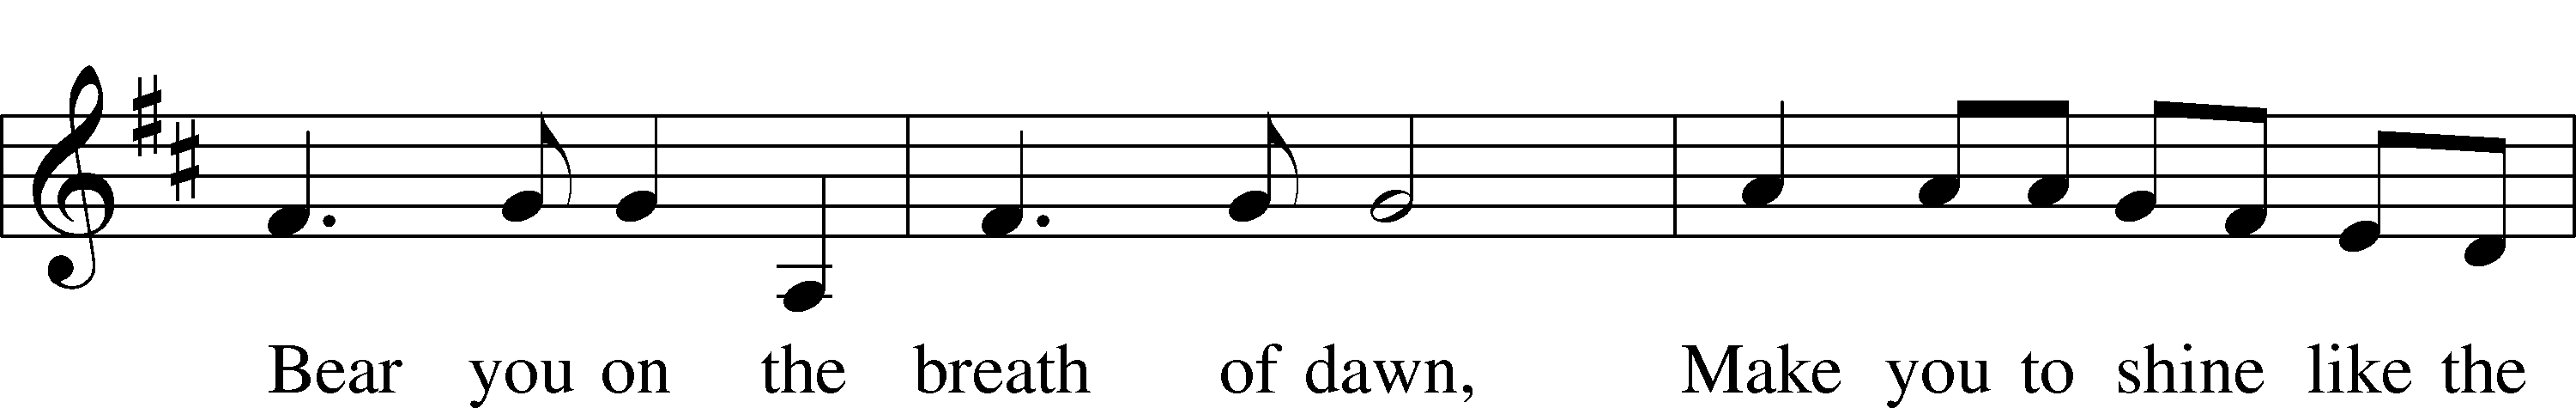 Bear you on the breath of dawn, Make you to shine like the